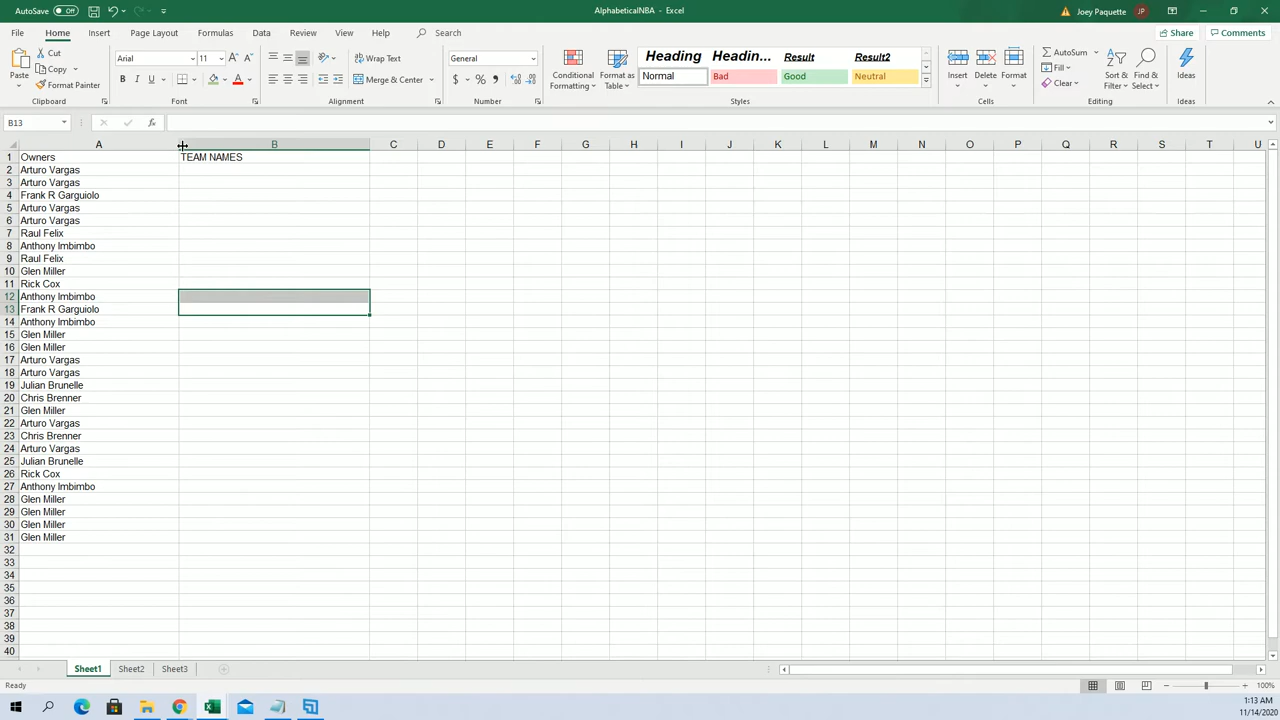 AutoSave Off
AlphabeticalNBA - Excel
Joey Paquette JP
File Home Insert Page Layout Formulas Data Review View Help Search
Share Comments
Paste
Cut
Copy
Format Painter
Clipboard
Arial 11
B I U
Font
Merge & Center
Alignment
General
$ %
Number
Conditional Formatting
Format as Table
Heading Headin... Result Result2
Normal Bad Good Neutral
Styles
Insert Delete Format
Cells
AutoSum
Fill
Clear
Sort & Filter
Find & Select
Editing
Ideas
Ideas
B13 fx
A B C D E F G H I J K L M N O P Q R S T U
1 Owners TEAM NAMES
2 Arturo Vargas
3 Arturo Vargas
4 Frank R Garguiolo
5 Arturo Vargas
6 Arturo Vargas
7 Raul Felix
8 Anthony Imbimbo
9 Raul Felix
10 Glen Miller
11 Rick Cox
12 Anthony Imbimbo
13 Frank R Garguiolo
14 Anthony Imbimbo
15 Glen Miller
16 Glen Miller
17 Arturo Vargas
18 Arturo Vargas
19 Julian Brunelle
20 Chris Brenner
21 Glen Miller
22 Arturo Vargas
23 Chris Brenner
24 Arturo Vargas
25 Julian Brunelle
26 Rick Cox
27 Anthony Imbimbo
28 Glen Miller
29 Glen Miller
30 Glen Miller
31 Glen Miller
32
33
34
35
36
37
38
39
40
Sheet1 Sheet2 Sheet3
Ready
100%
1:13 AM
11/14/2020